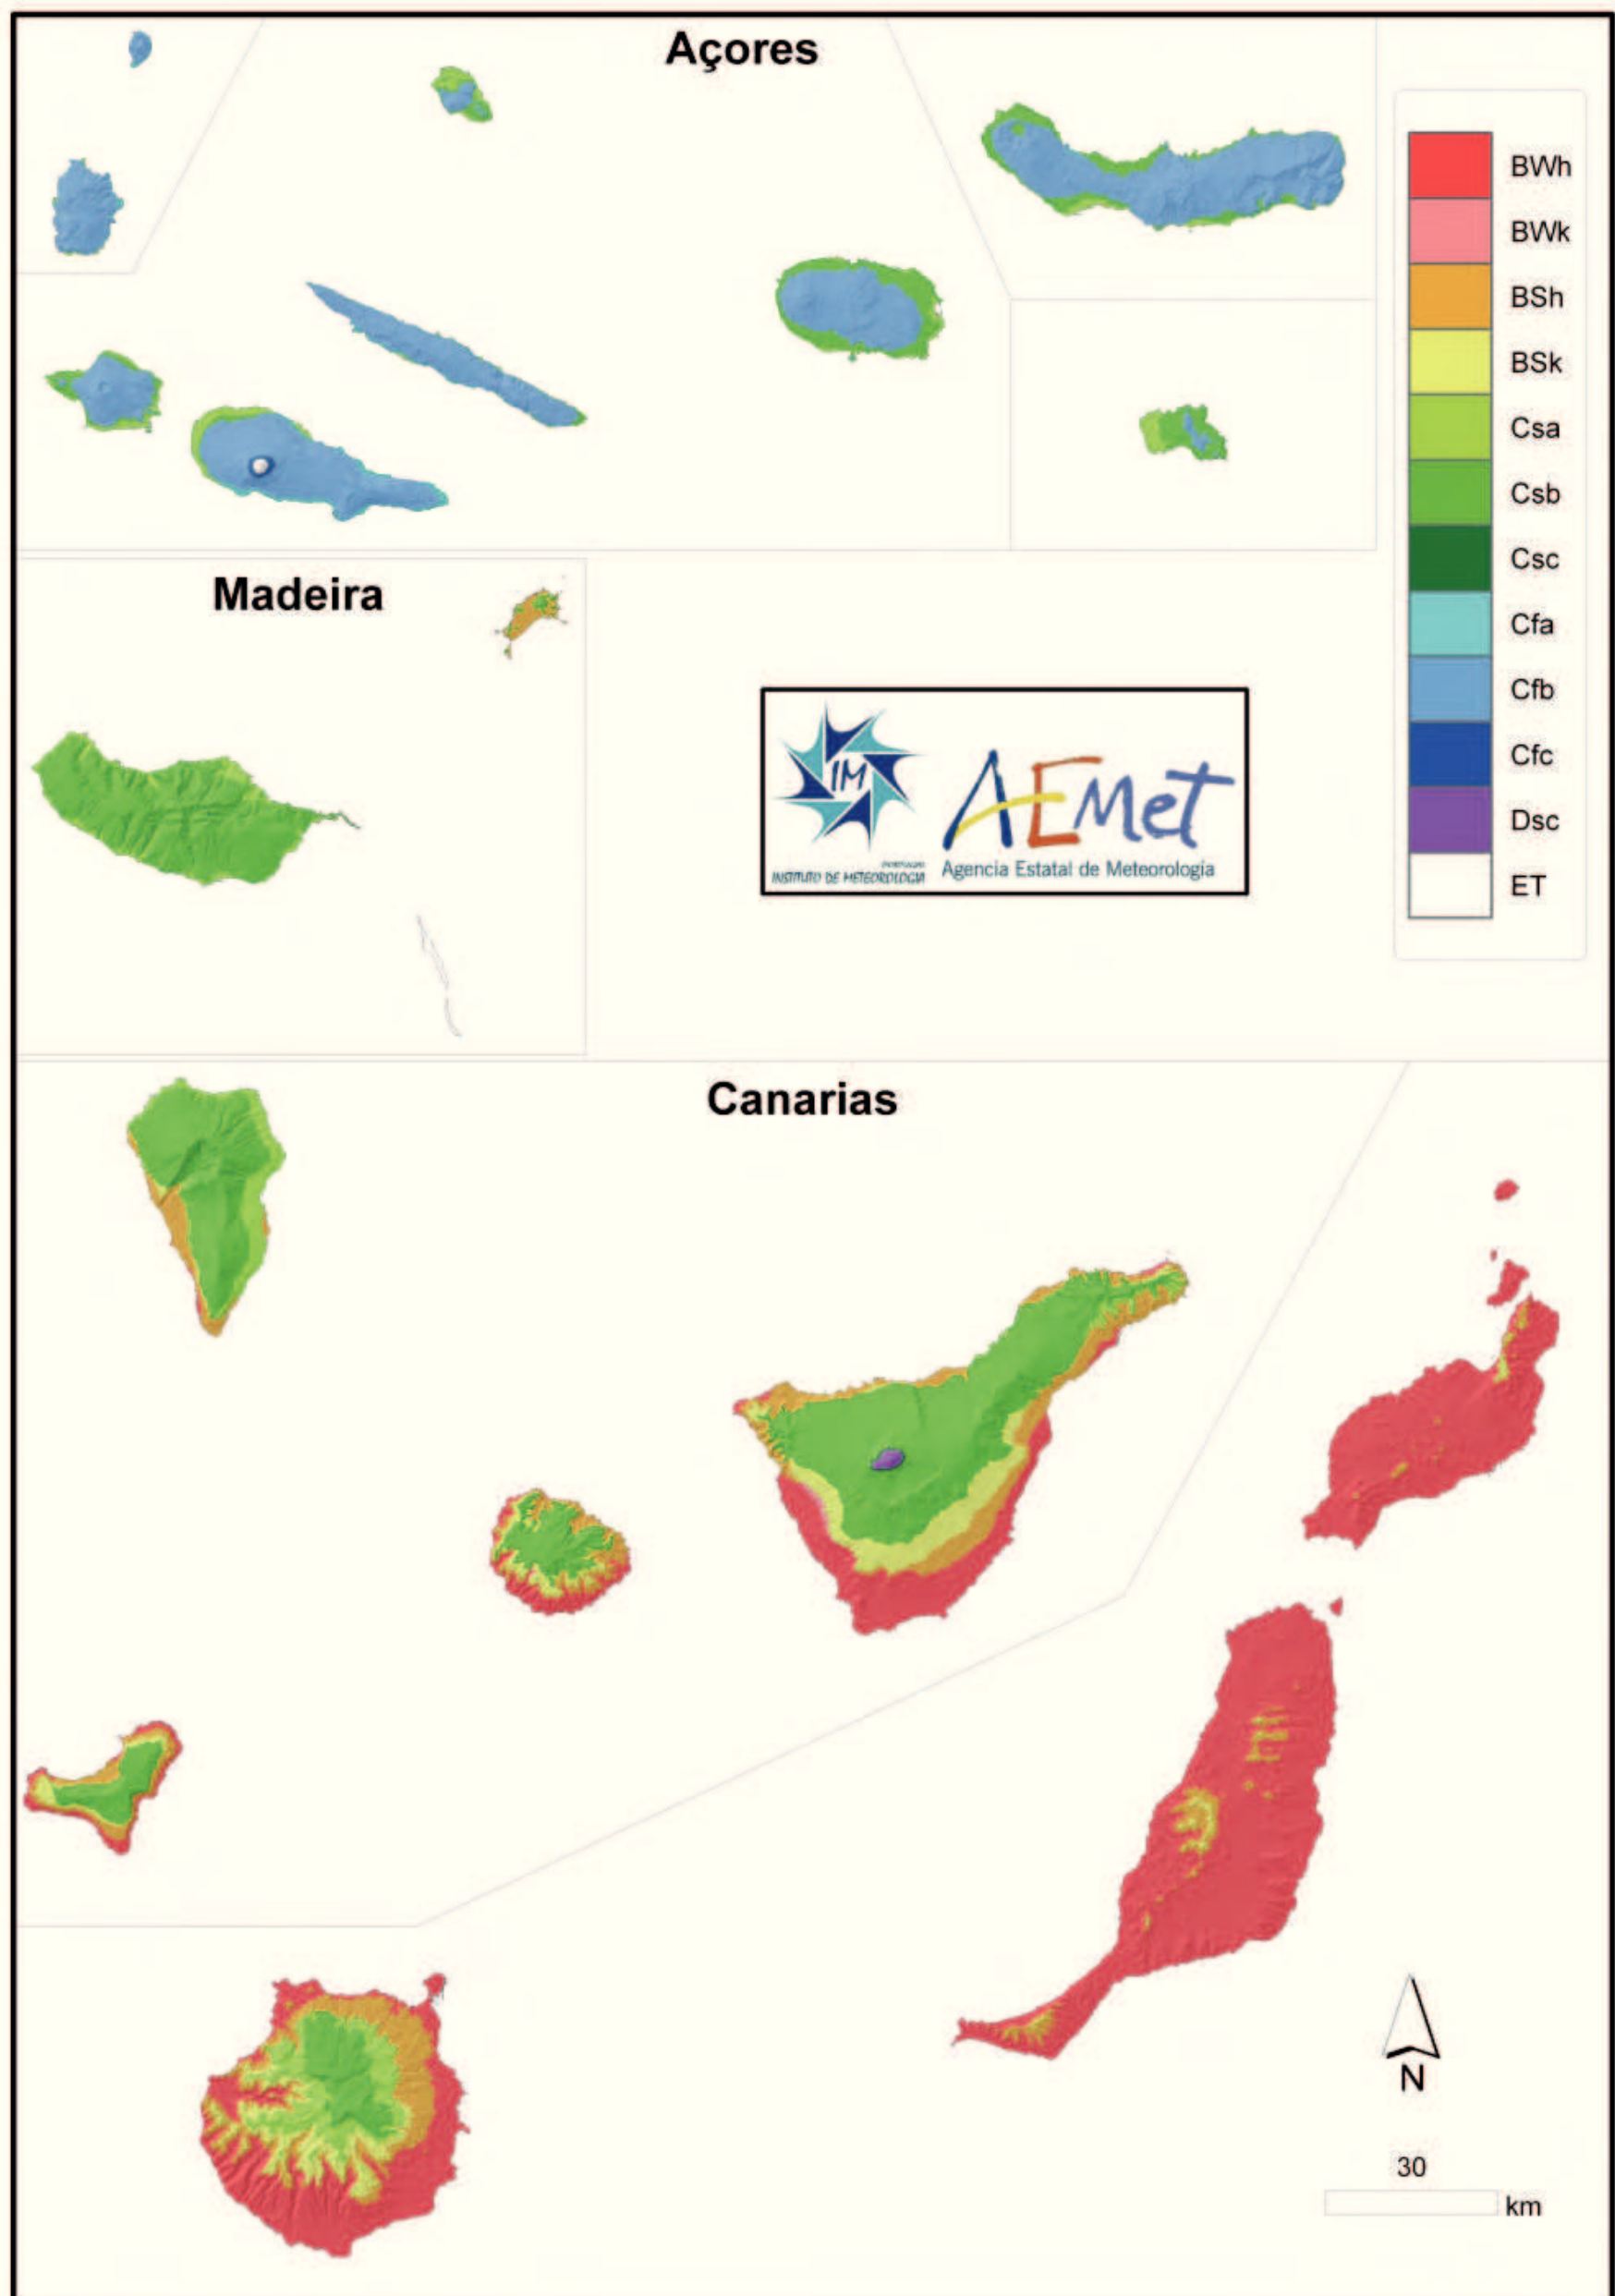 Açores
BWh
BWk
BSh
BSk
Csa
Csb
Csc
Cfa
Cfb
Cfc
Dsc
ET
Madeira
IM
AEMet
PORTUGAL
INSTITUTO DE METEOROLOGIA
Agencia Estatal de Meteorología
Canarias
N
30
km